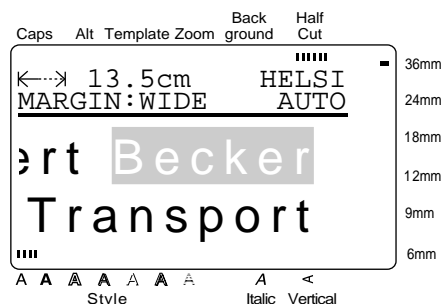 Back Half
Caps Alt Template Zoom ground Cut
13.5cm HELSI
MARGIN:WIDE AUTO
ert Becker
Transport
36mm
24mm
18mm
12mm
9mm
6mm
A A A A A A A A A
Style Italic Vertical